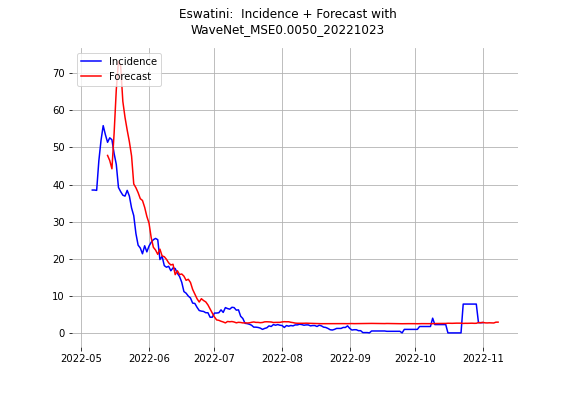 Eswatini:  Incidence + Forecast with
WaveNet_MSE0.0050_20221023
Incidence
Forecast
70
60
50
40
30
20
10
0
2022-05 2022-06 2022-07 2022-08 2022-09 2022-10 2022-11